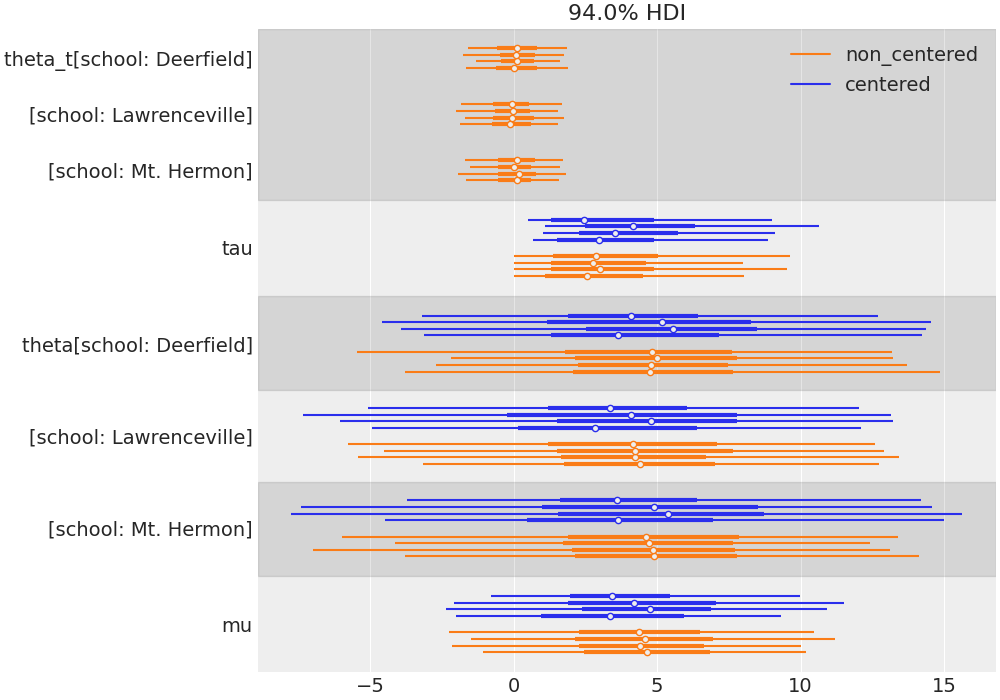 94.0% HDI
theta_t[school: Deerfield]
[school: Lawrenceville]
[school: Mt. Hermon]
tau
theta[school: Deerfield]
[school: Lawrenceville]
[school: Mt. Hermon]
mu
non_centered
centered
−5 0 5 10 15